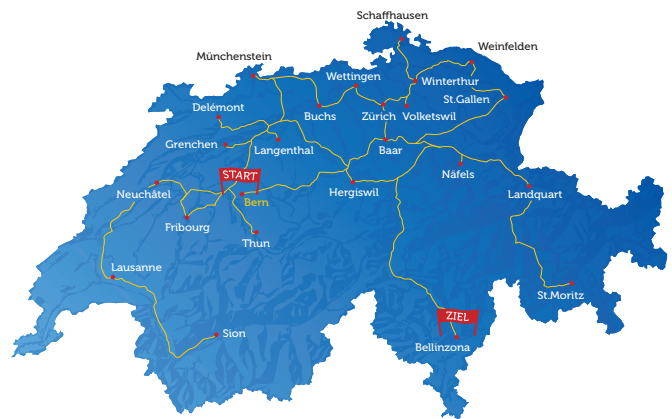 Schaffhausen
Weinfelden
Münchenstein
Wettingen
Winterthur
St.Gallen
Delémont
Buchs
Zürich
Volketswil
Grenchen
Langenthal
Baar
START
Näfels
Neuchâtel
Bern
Hergiswil
Landquart
Fribourg
Thun
Lausanne
St.Moritz
ZIEL
Sion
Bellinzona